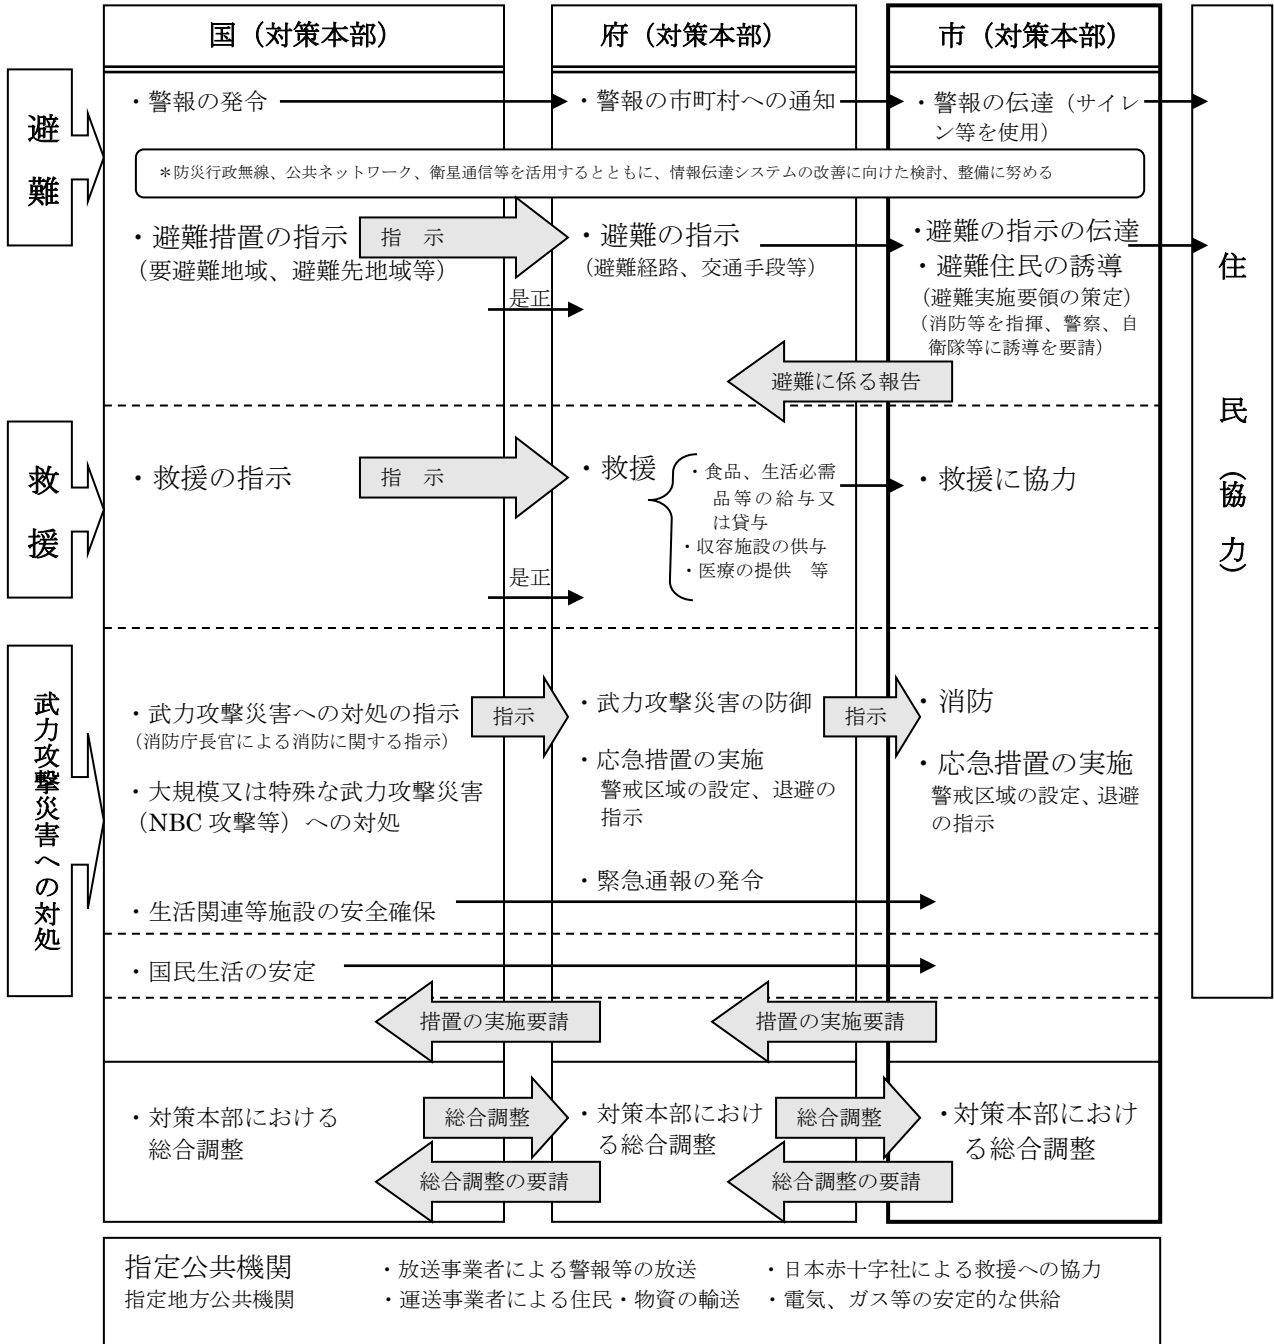 国（対策本部）
府（対策本部）
市（対策本部）
避難
・警報の発令
・警報の市町村への通知
・警報の伝達（サイレ
ン等を使用）
＊防災行政無線、公共ネットワーク、衛星通信等を活用するとともに、情報伝達システムの改善に向けた検討、整備に努める
・避難措置の指示
（要避難地域、避難先地域等）
指　示
是正
・避難の指示
（避難経路、交通手段等）
・避難の指示の伝達
・避難住民の誘導
（避難実施要領の策定）
（消防等を指揮、警察、自
衛隊等に誘導を要請）
避難に係る報告
住民（協力）
救援
・救援の指示
指　示
是正
・救援
・食品、生活必需
品等の給与又
は貸与
・収容施設の供与
・医療の提供　等
・救援に協力
武力攻撃災害への対処
・武力攻撃災害への対処の指示
（消防庁長官による消防に関する指示）
指示
・武力攻撃災害の防御
指示
・消防
・大規模又は特殊な武力攻撃災害
（NBC 攻撃等）への対処
・応急措置の実施
警戒区域の設定、退避の
指示
・応急措置の実施
警戒区域の設定、退避
の指示
・緊急通報の発令
・生活関連等施設の安全確保
・国民生活の安定
措置の実施要請
措置の実施要請
・対策本部における
総合調整
総合調整
総合調整の要請
・対策本部におけ
る総合調整
総合調整
総合調整の要請
・対策本部におけ
る総合調整
指定公共機関
指定地方公共機関
・放送事業者による警報等の放送
・運送事業者による住民・物資の輸送
・日本赤十字社による救援への協力
・電気、ガス等の安定的な供給